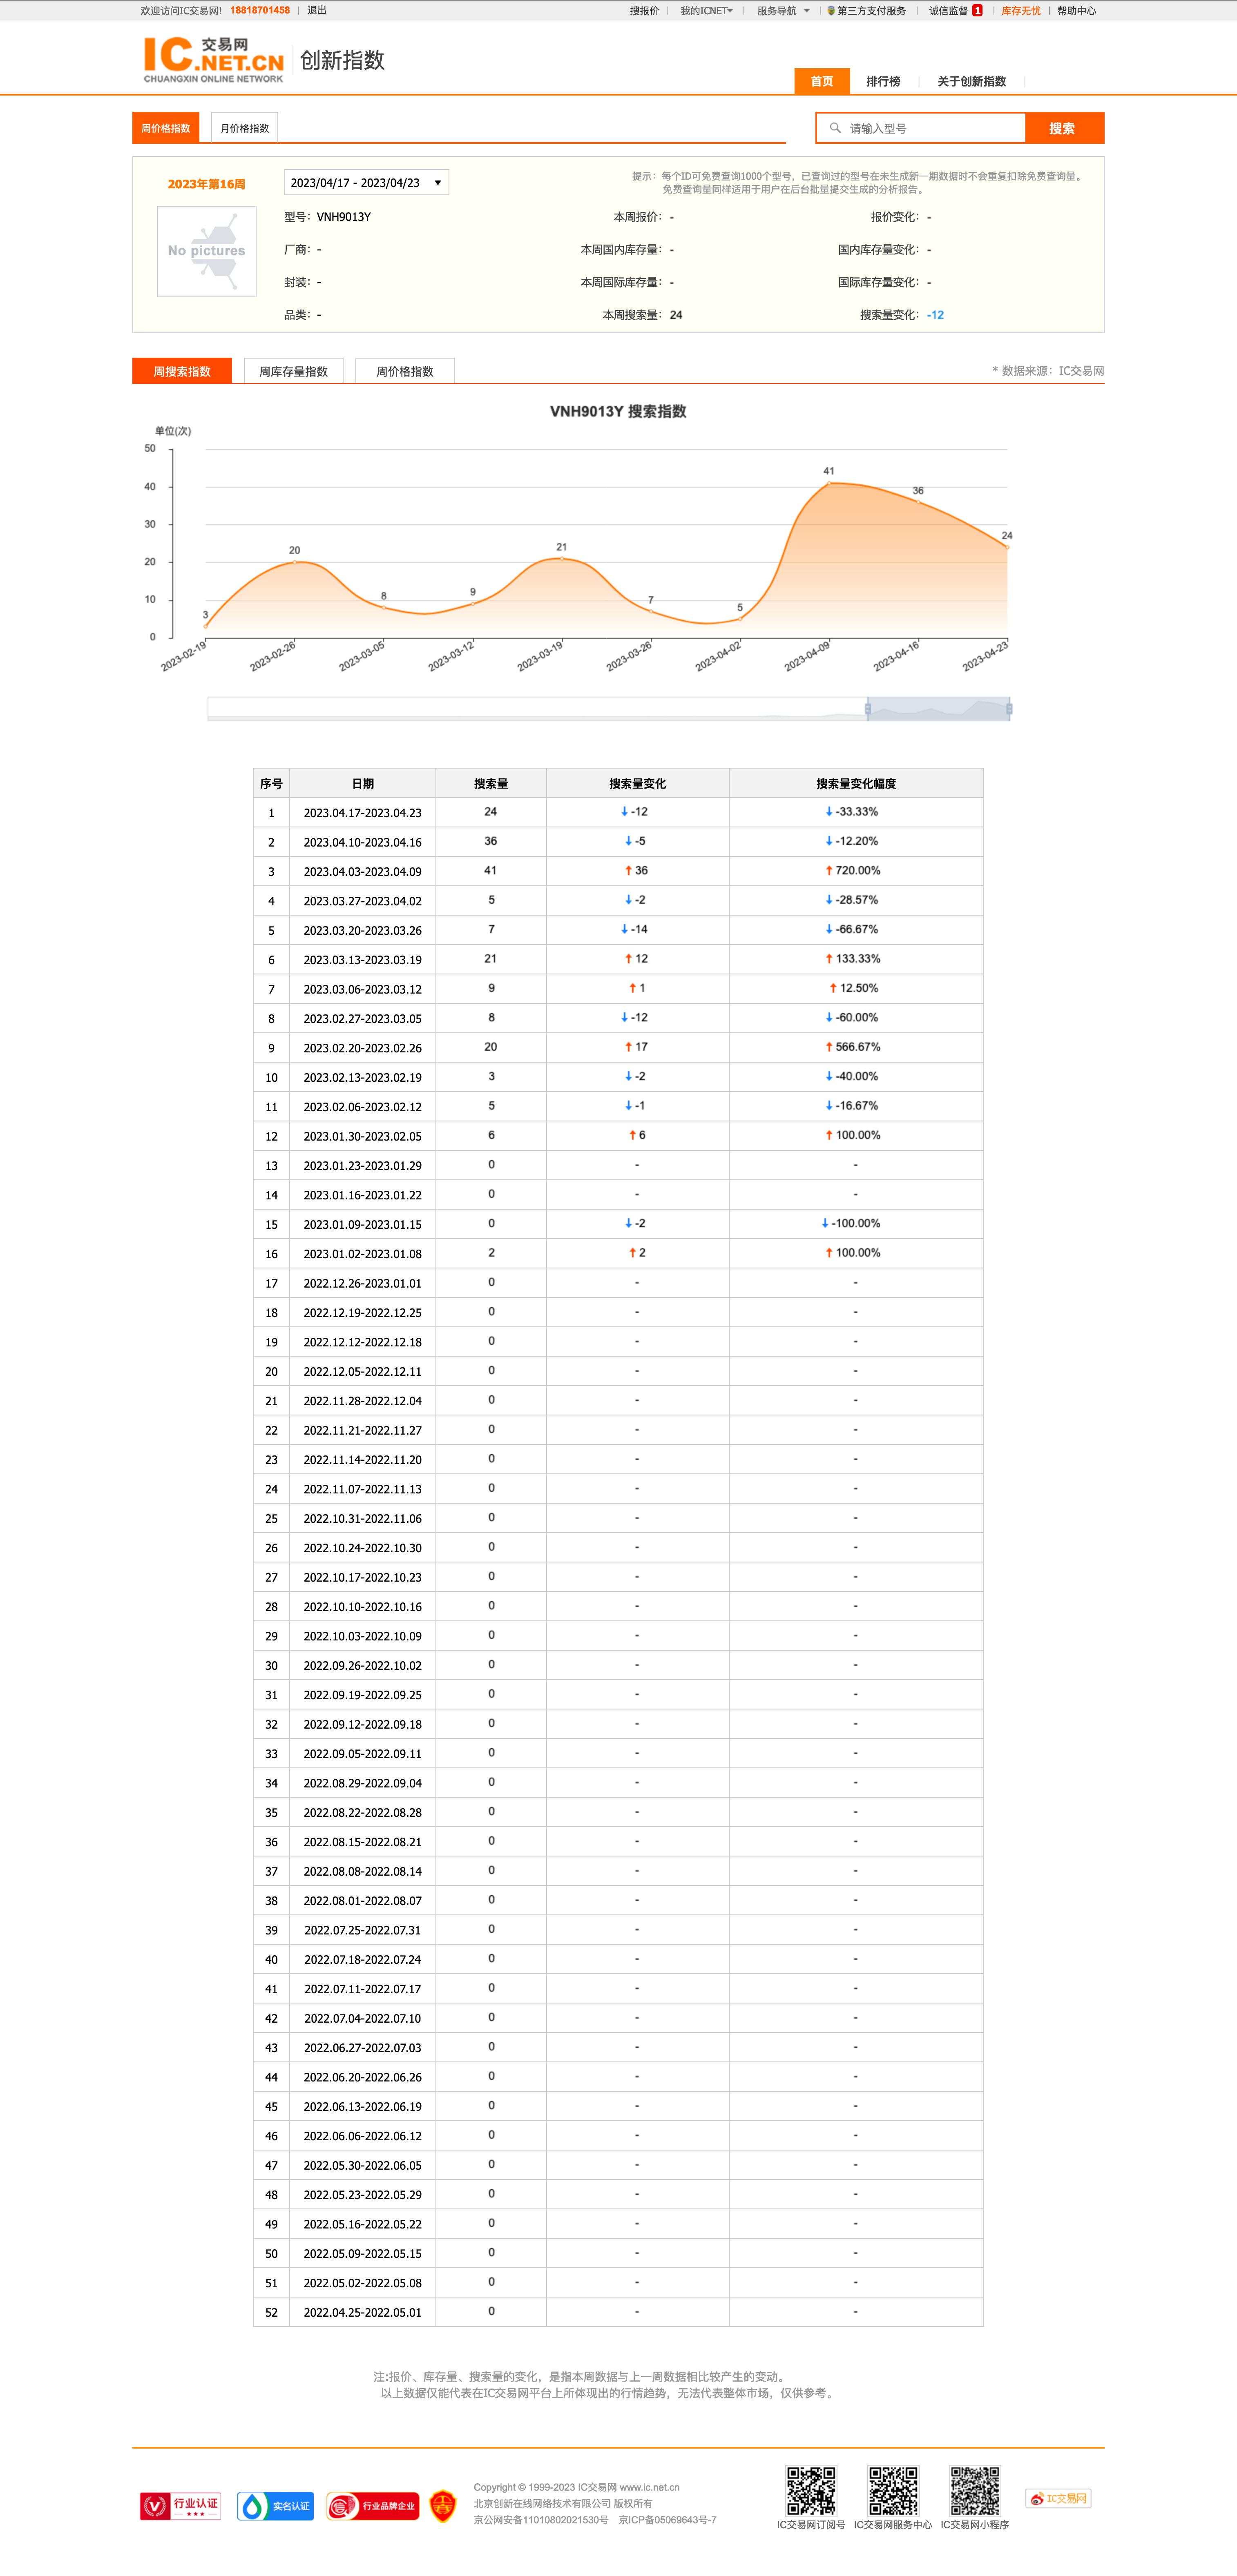 欢迎访问IC交易网! 18818701458 | 退出 搜报价 | 我的ICNET | 服务导航 | 第三方支付服务 | 诚信监督 1 | 库存无忧 | 帮助中心
IC 交易网
.NET.CN
CHUANGXIN ONLINE NETWORK
创新指数
首页 排行榜 关于创新指数
周价格指数 月价格指数 请输入型号 搜索
2023年第16周 2023/04/17 - 2023/04/23
提示：每个ID可免费查询1000个型号，已查询过的型号在未生成新一期数据时不会重复扣除免费查询量。
免费查询量同样适用于用户在后台批量提交生成的分析报告。
No pictures
型号：VNH9013Y 本周报价：- 报价变化：-
厂商：- 本周国内库存量：- 国内库存量变化：-
封装：- 本周国际库存量：- 国际库存量变化：-
品类：- 本周搜索量：24 搜索量变化：-12
周搜索指数 周库存量指数 周价格指数 * 数据来源：IC交易网
VNH9013Y 搜索指数
单位(次)
50
40
30
20
10
0
3 20 8 9 21 7 5 41 36 24
2023-02-19 2023-02-26 2023-03-05 2023-03-12 2023-03-19 2023-03-26 2023-04-02 2023-04-09 2023-04-16 2023-04-23
序号 日期 搜索量 搜索量变化 搜索量变化幅度
1 2023.04.17-2023.04.23 24 ↓ -12 ↓ -33.33%
2 2023.04.10-2023.04.16 36 ↓ -5 ↓ -12.20%
3 2023.04.03-2023.04.09 41 ↑ 36 ↑ 720.00%
4 2023.03.27-2023.04.02 5 ↓ -2 ↓ -28.57%
5 2023.03.20-2023.03.26 7 ↓ -14 ↓ -66.67%
6 2023.03.13-2023.03.19 21 ↑ 12 ↑ 133.33%
7 2023.03.06-2023.03.12 9 ↑ 1 ↑ 12.50%
8 2023.02.27-2023.03.05 8 ↓ -12 ↓ -60.00%
9 2023.02.20-2023.02.26 20 ↑ 17 ↑ 566.67%
10 2023.02.13-2023.02.19 3 ↓ -2 ↓ -40.00%
11 2023.02.06-2023.02.12 5 ↓ -1 ↓ -16.67%
12 2023.01.30-2023.02.05 6 ↑ 6 ↑ 100.00%
13 2023.01.23-2023.01.29 0 - -
14 2023.01.16-2023.01.22 0 - -
15 2023.01.09-2023.01.15 0 ↓ -2 ↓ -100.00%
16 2023.01.02-2023.01.08 2 ↑ 2 ↑ 100.00%
17 2022.12.26-2023.01.01 0 - -
18 2022.12.19-2022.12.25 0 - -
19 2022.12.12-2022.12.18 0 - -
20 2022.12.05-2022.12.11 0 - -
21 2022.11.28-2022.12.04 0 - -
22 2022.11.21-2022.11.27 0 - -
23 2022.11.14-2022.11.20 0 - -
24 2022.11.07-2022.11.13 0 - -
25 2022.10.31-2022.11.06 0 - -
26 2022.10.24-2022.10.30 0 - -
27 2022.10.17-2022.10.23 0 - -
28 2022.10.10-2022.10.16 0 - -
29 2022.10.03-2022.10.09 0 - -
30 2022.09.26-2022.10.02 0 - -
31 2022.09.19-2022.09.25 0 - -
32 2022.09.12-2022.09.18 0 - -
33 2022.09.05-2022.09.11 0 - -
34 2022.08.29-2022.09.04 0 - -
35 2022.08.22-2022.08.28 0 - -
36 2022.08.15-2022.08.21 0 - -
37 2022.08.08-2022.08.14 0 - -
38 2022.08.01-2022.08.07 0 - -
39 2022.07.25-2022.07.31 0 - -
40 2022.07.18-2022.07.24 0 - -
41 2022.07.11-2022.07.17 0 - -
42 2022.07.04-2022.07.10 0 - -
43 2022.06.27-2022.07.03 0 - -
44 2022.06.20-2022.06.26 0 - -
45 2022.06.13-2022.06.19 0 - -
46 2022.06.06-2022.06.12 0 - -
47 2022.05.30-2022.06.05 0 - -
48 2022.05.23-2022.05.29 0 - -
49 2022.05.16-2022.05.22 0 - -
50 2022.05.09-2022.05.15 0 - -
51 2022.05.02-2022.05.08 0 - -
52 2022.04.25-2022.05.01 0 - -
注:报价、库存量、搜索量的变化，是指本周数据与上一周数据相比较产生的变动。
以上数据仅能代表在IC交易网平台上所体现出的行情趋势，无法代表整体市场，仅供参考。
行业认证 实名认证 行业品牌企业
Copyright © 1999-2023 IC交易网 www.ic.net.cn
北京创新在线网络技术有限公司 版权所有
京公网安备11010802021530号 京ICP备05069643号-7
IC交易网订阅号 IC交易网服务中心 IC交易网小程序
IC交易网